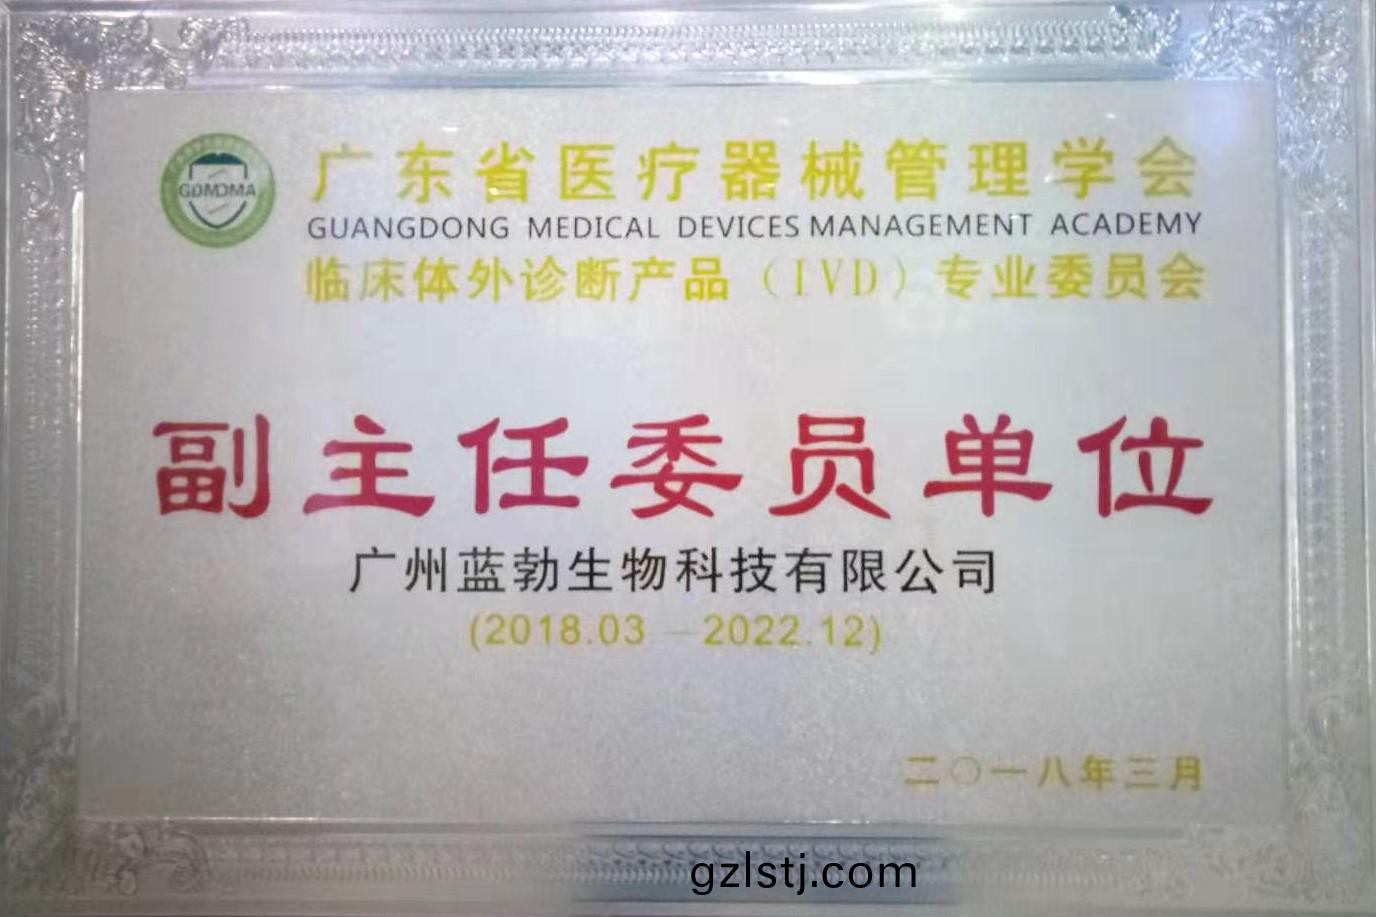 GDMDMA
广东省医疗器械管理学会
GUANGDONG MEDICAL DEVICES MANAGEMENT ACADEMY
临床体外诊断产品（IVD）专业委员会
副主任委员单位
广州蓝勃生物科技有限公司
(2018.03 — 2022.12)
二〇一八年三月
gzlstj.com